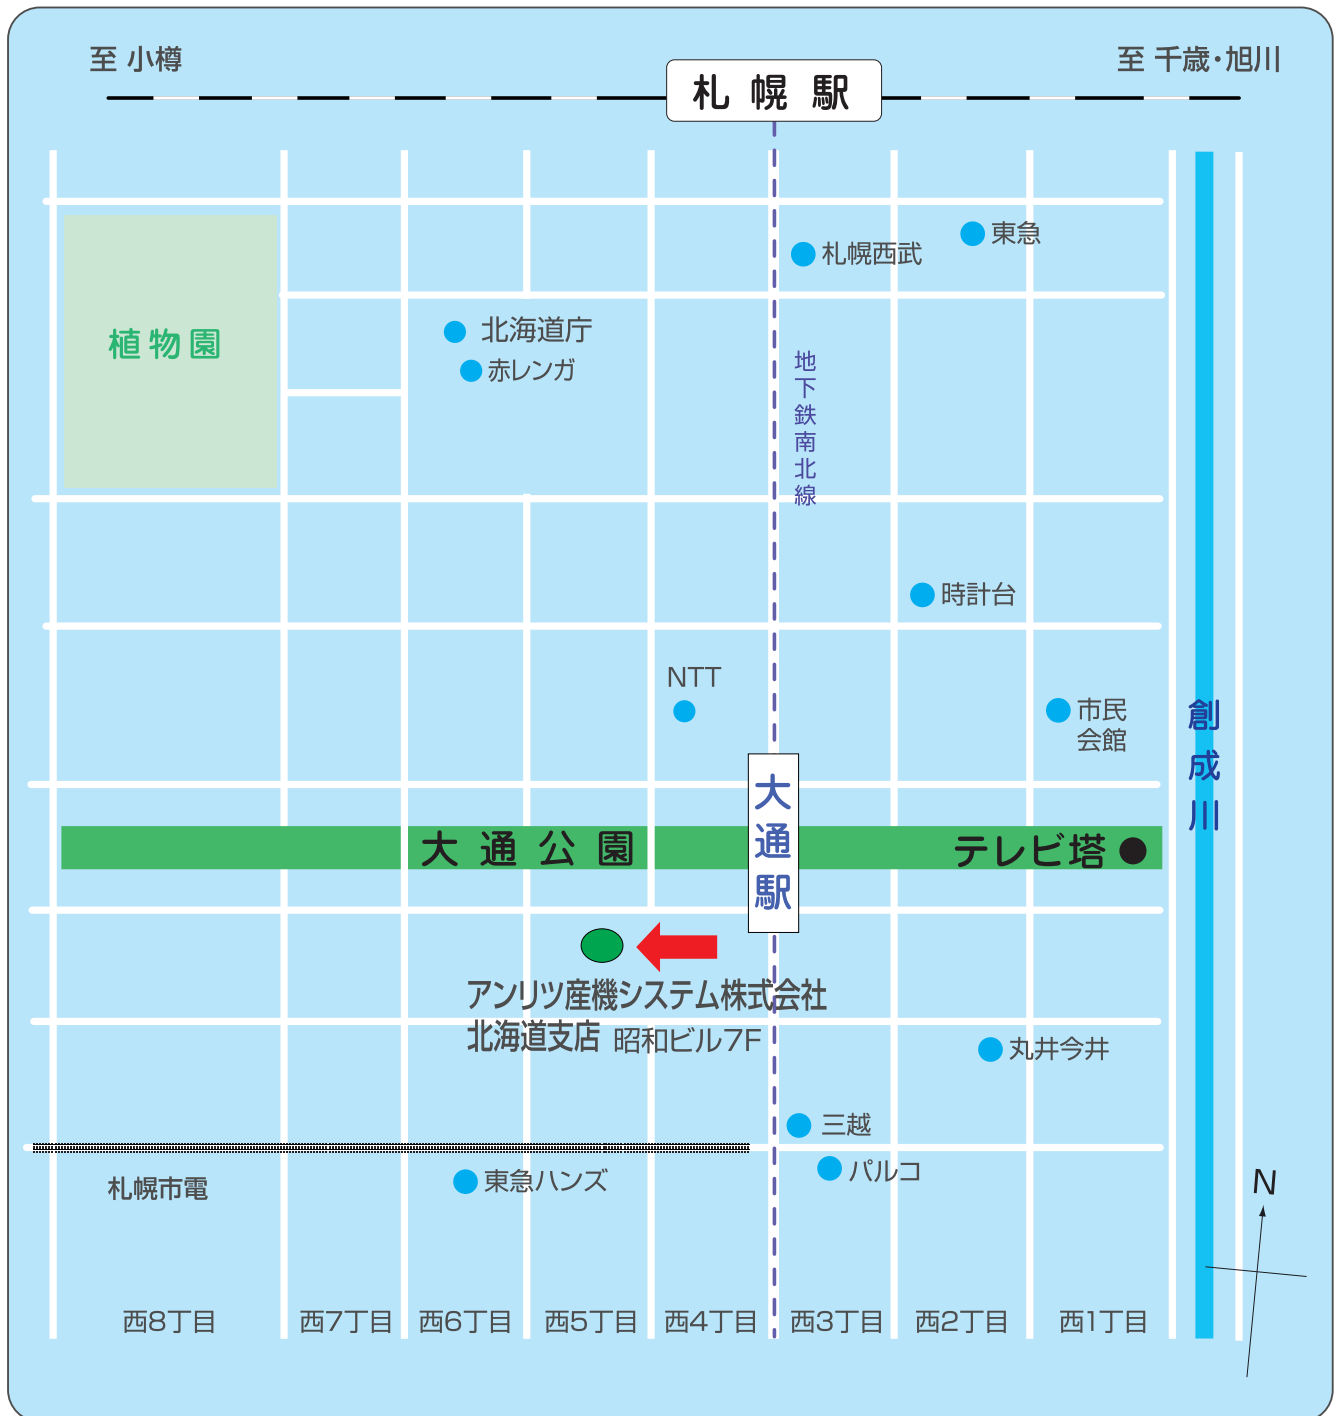 至 小樽
至 千歳・旭川
札幌駅
東急
札幌西武
北海道庁
植物園
赤レンガ
地下鉄南北線
時計台
NTT
市民
会館
創成川
大通駅
大通公園
テレビ塔
アンリツ産機システム株式会社
北海道支店 昭和ビル7F
丸井今井
三越
パルコ
東急ハンズ
札幌市電
N
西8丁目
西7丁目
西6丁目
西5丁目
西4丁目
西3丁目
西2丁目
西1丁目